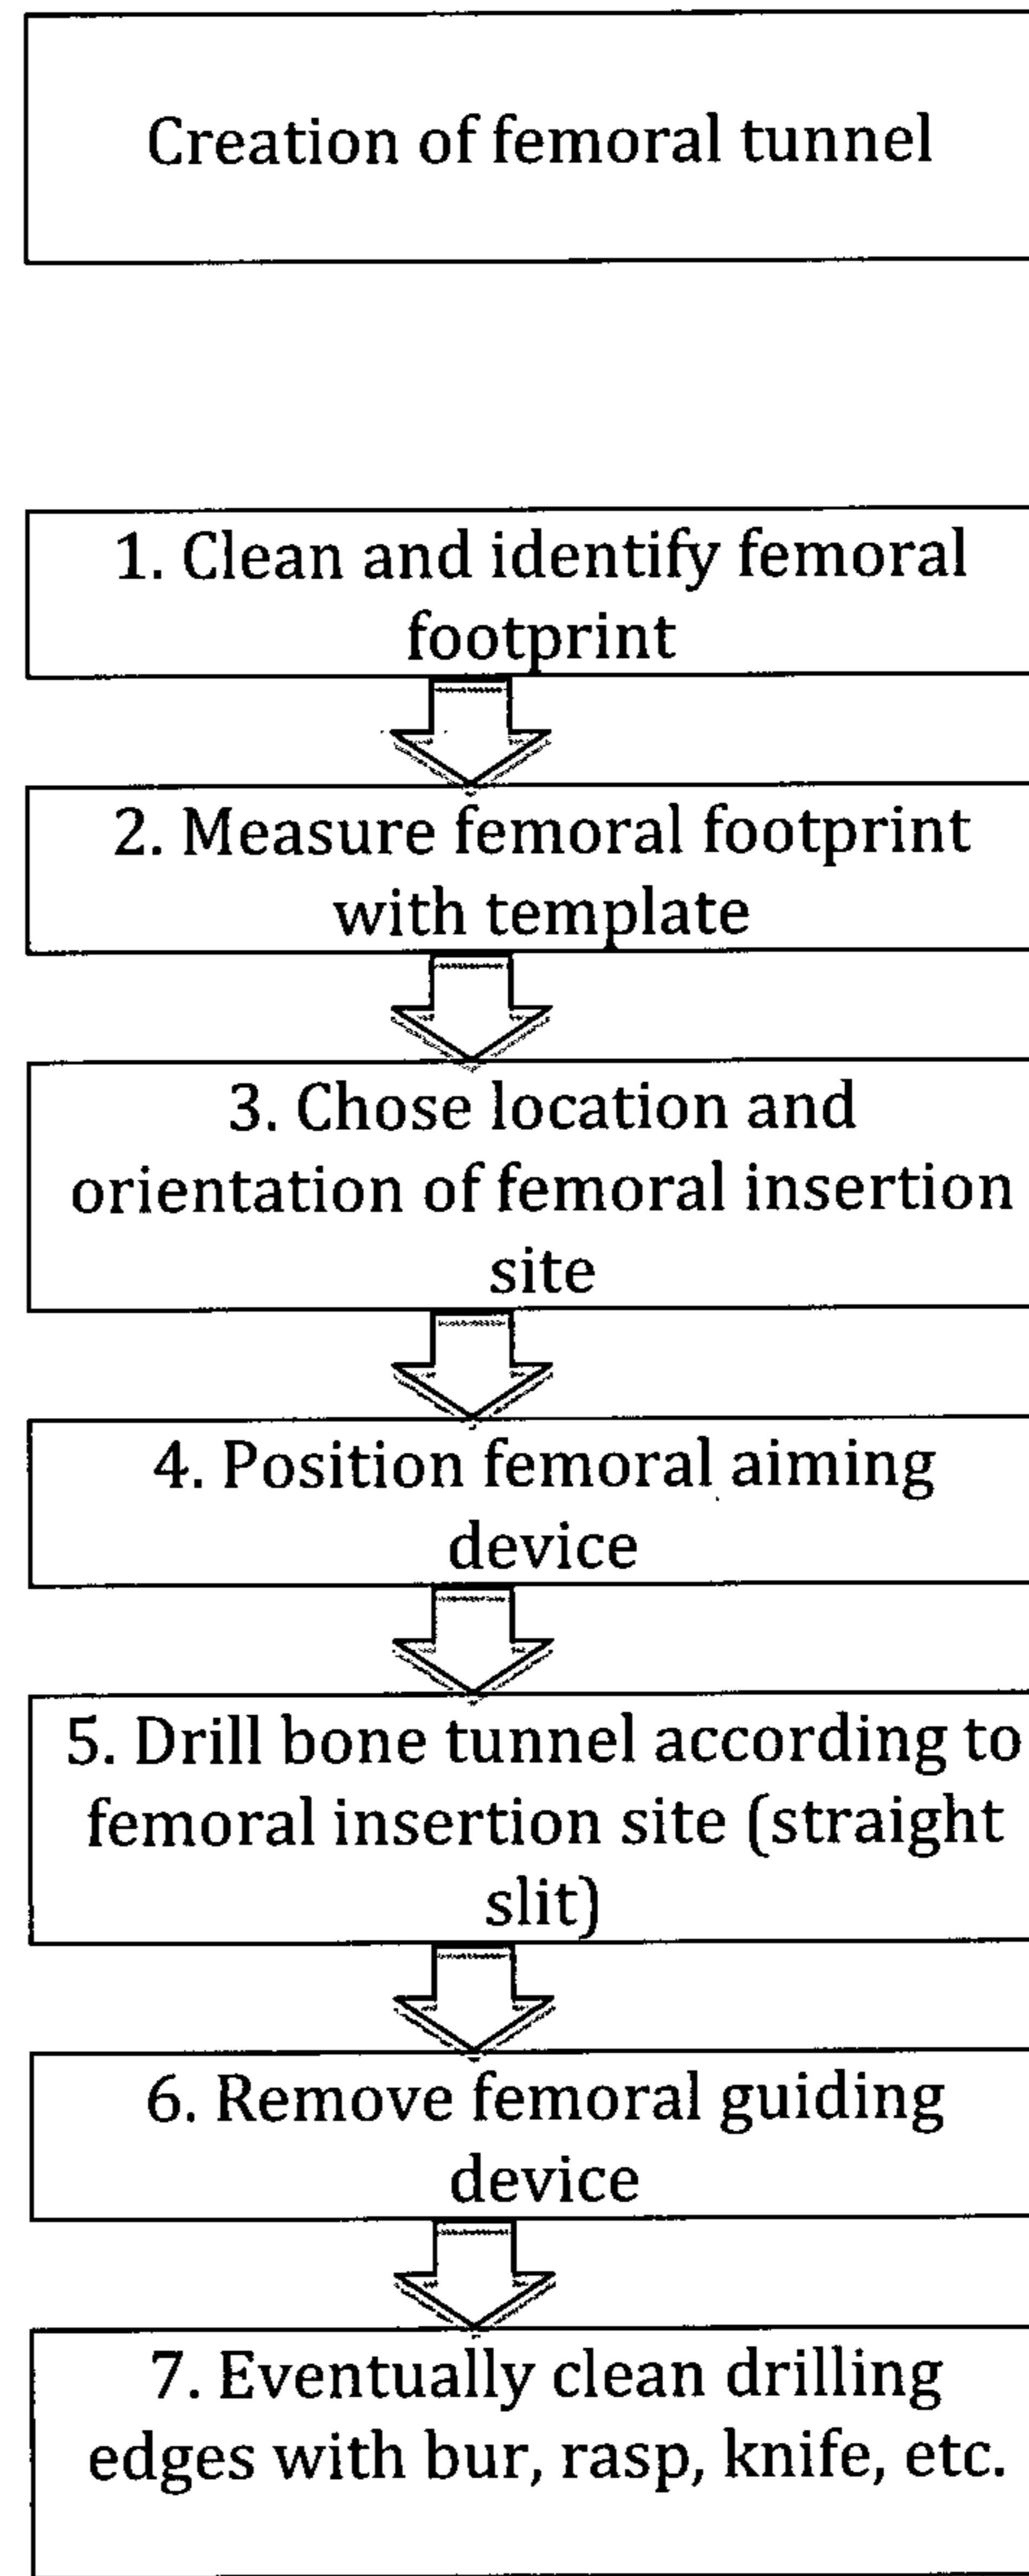 Creation of femoral tunnel
1. Clean and identify femoral
footprint
2. Measure femoral footprint
with template
3. Chose location and
orientation of femoral insertion
site
4. Position femoral aiming
device
5. Drill bone tunnel according to
femoral insertion site (straight
slit)
6. Remove femoral guiding
device
7. Eventually clean drilling
edges with bur, rasp, knife, etc.